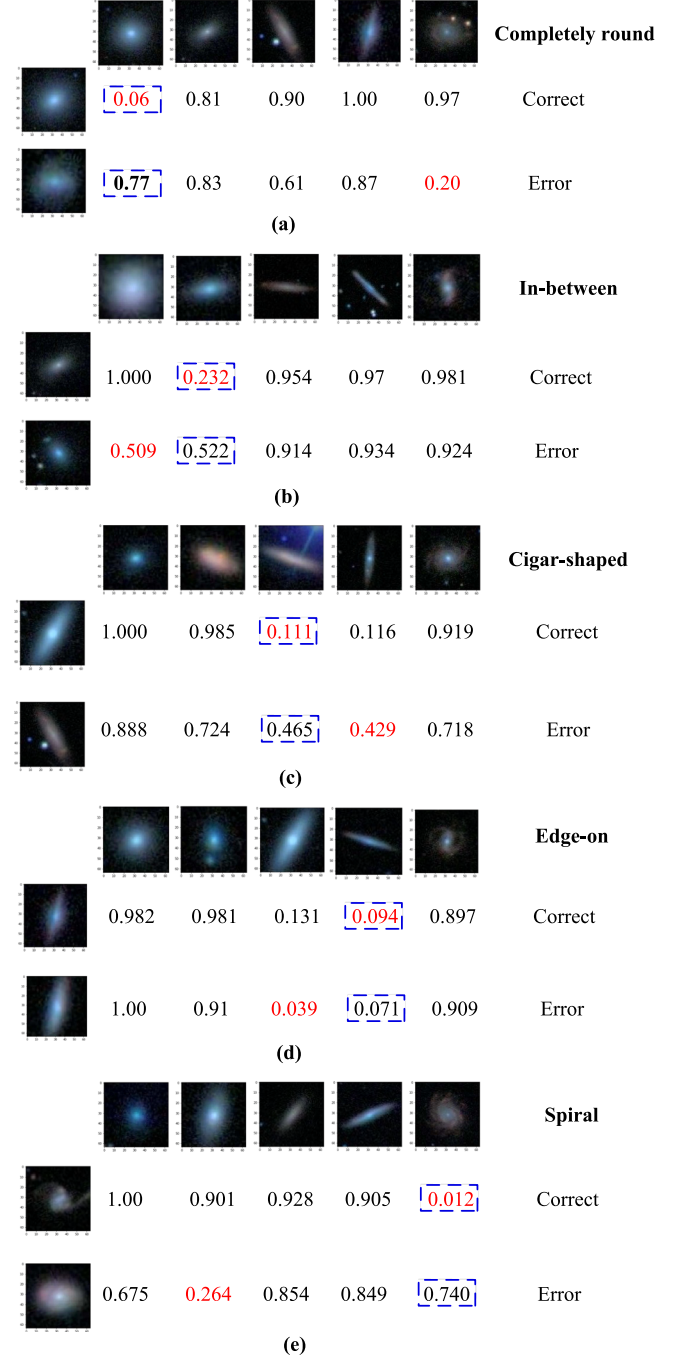 Completely round
0.06 0.81 0.90 1.00 0.97 Correct
0.77 0.83 0.61 0.87 0.20 Error
(a)
In-between
1.000 0.232 0.954 0.97 0.981 Correct
0.509 0.522 0.914 0.934 0.924 Error
(b)
Cigar-shaped
1.000 0.985 0.111 0.116 0.919 Correct
0.888 0.724 0.465 0.429 0.718 Error
(c)
Edge-on
0.982 0.981 0.131 0.094 0.897 Correct
1.00 0.91 0.039 0.071 0.909 Error
(d)
Spiral
1.00 0.901 0.928 0.905 0.012 Correct
0.675 0.264 0.854 0.849 0.740 Error
(e)